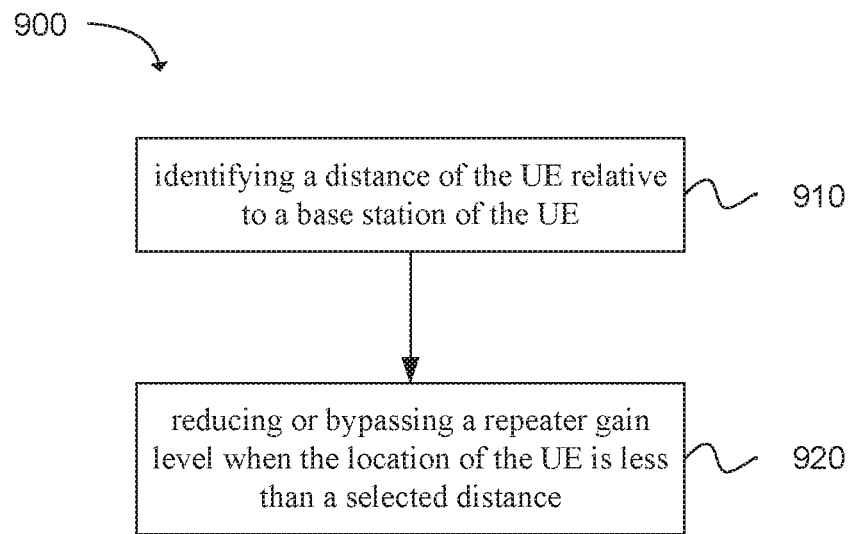 900
identifying a distance of the UE relative
to a base station of the UE
910
reducing or bypassing a repeater gain
level when the location of the UE is less
than a selected distance
920